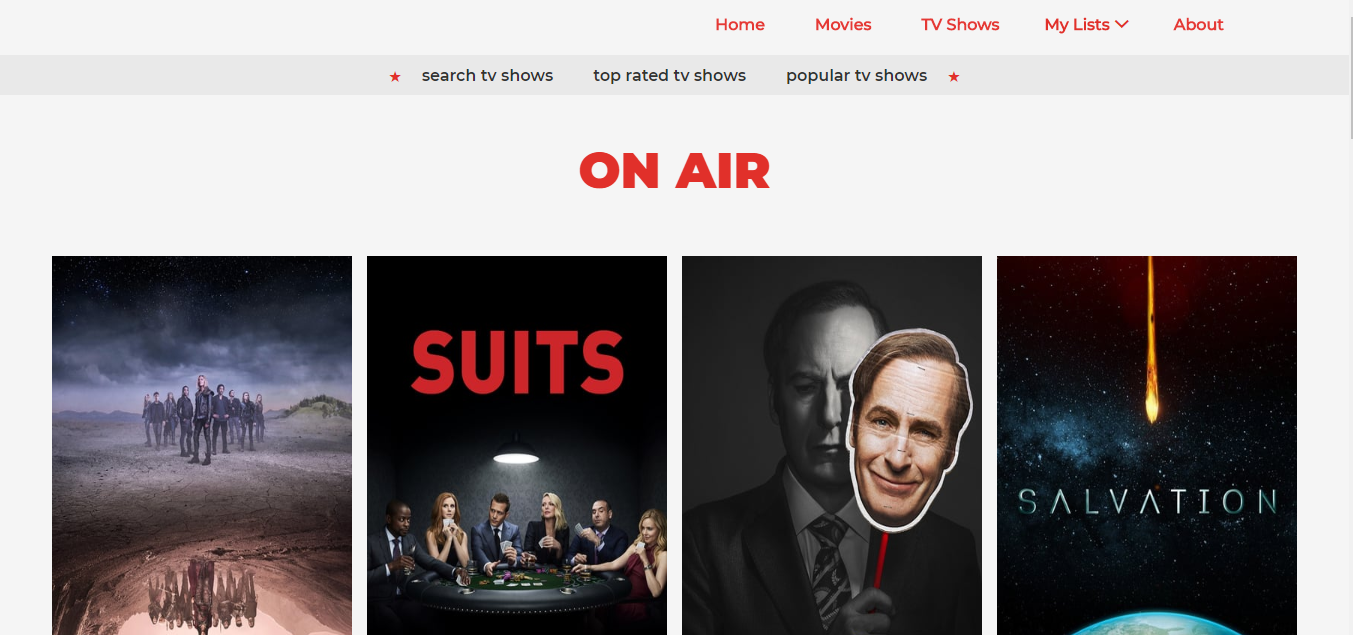 Home Movies TV Shows My Lists About
★ search tv shows top rated tv shows popular tv shows ★
ON AIR
SUITS
SALVATION